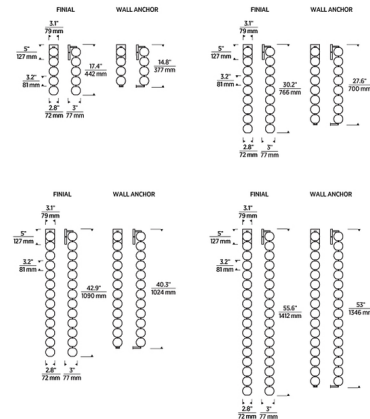 FINIAL WALL ANCHOR
3.1"
79 mm
5"
127 mm
3.2"
81 mm
17.4"
442 mm
14.8"
377 mm
2.8"
72 mm
3"
77 mm
FINIAL WALL ANCHOR
3.1"
79 mm
5"
127 mm
3.2"
81 mm
30.2"
766 mm
27.6"
700 mm
2.8"
72 mm
3"
77 mm
FINIAL WALL ANCHOR
3.1"
79 mm
5"
127 mm
3.2"
81 mm
42.9"
1090 mm
40.3"
1024 mm
2.8"
72 mm
3"
77 mm
FINIAL WALL ANCHOR
3.1"
79 mm
5"
127 mm
3.2"
81 mm
55.6"
1412 mm
53"
1346 mm
2.8"
72 mm
3"
77 mm